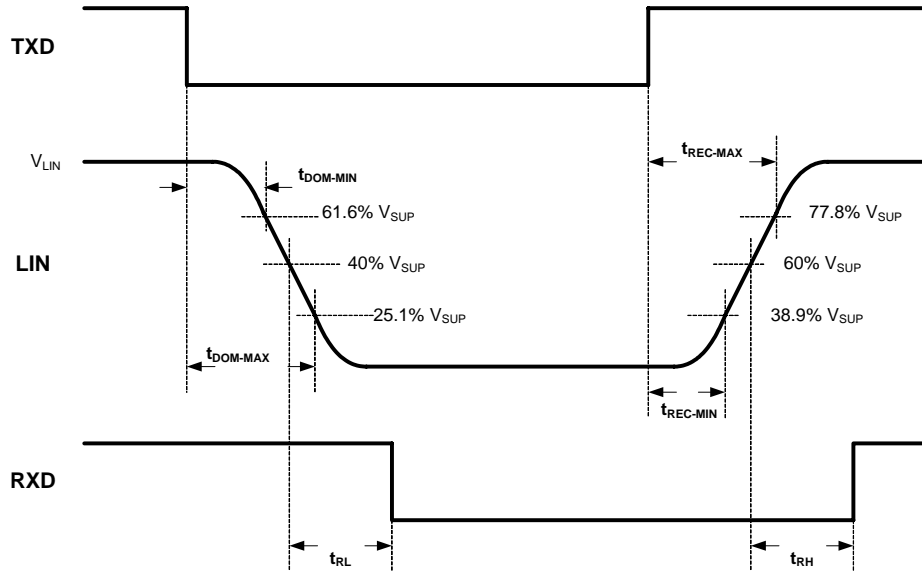 TXD
V_LIN
t_DOM-MIN
t_REC-MAX
61.6% V_SUP
77.8% V_SUP
LIN
40% V_SUP
60% V_SUP
25.1% V_SUP
38.9% V_SUP
t_DOM-MAX
t_REC-MIN
RXD
t_RL
t_RH